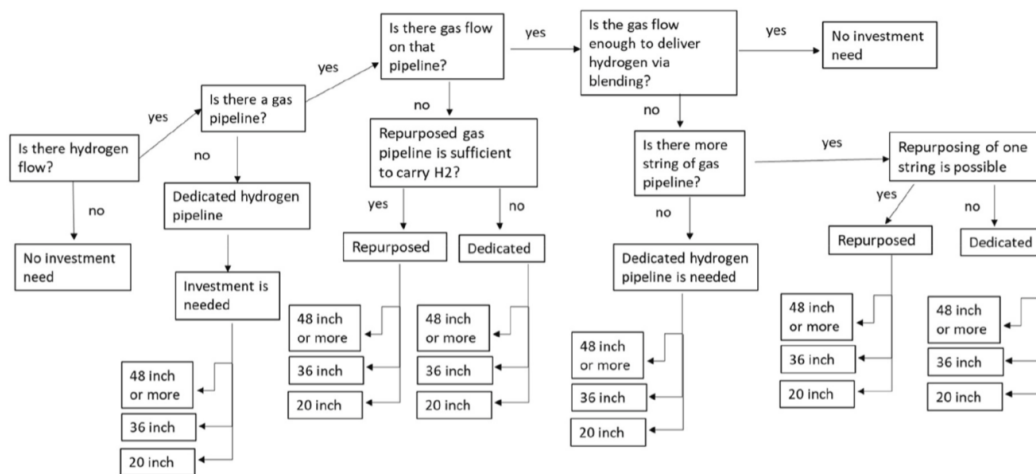 Is there hydrogen
flow?
yes
no
No investment
need
Is there a gas
pipeline?
yes
no
Dedicated hydrogen
pipeline
Investment is
needed
48 inch
or more
36 inch
20 inch
Is there gas flow
on that
pipeline?
yes
no
Repurposed gas
pipeline is sufficient
to carry H2?
yes
no
Repurposed
Dedicated
48 inch
or more
36 inch
20 inch
48 inch
or more
36 inch
20 inch
Is the gas flow
enough to deliver
hydrogen via
blending?
yes
no
No investment
need
Is there more
string of gas
pipeline?
yes
no
Dedicated hydrogen
pipeline is needed
48 inch
or more
36 inch
20 inch
Repurposing of one
string is possible
yes
no
Repurposed
Dedicated
48 inch
or more
36 inch
20 inch
48 inch
or more
36 inch
20 inch